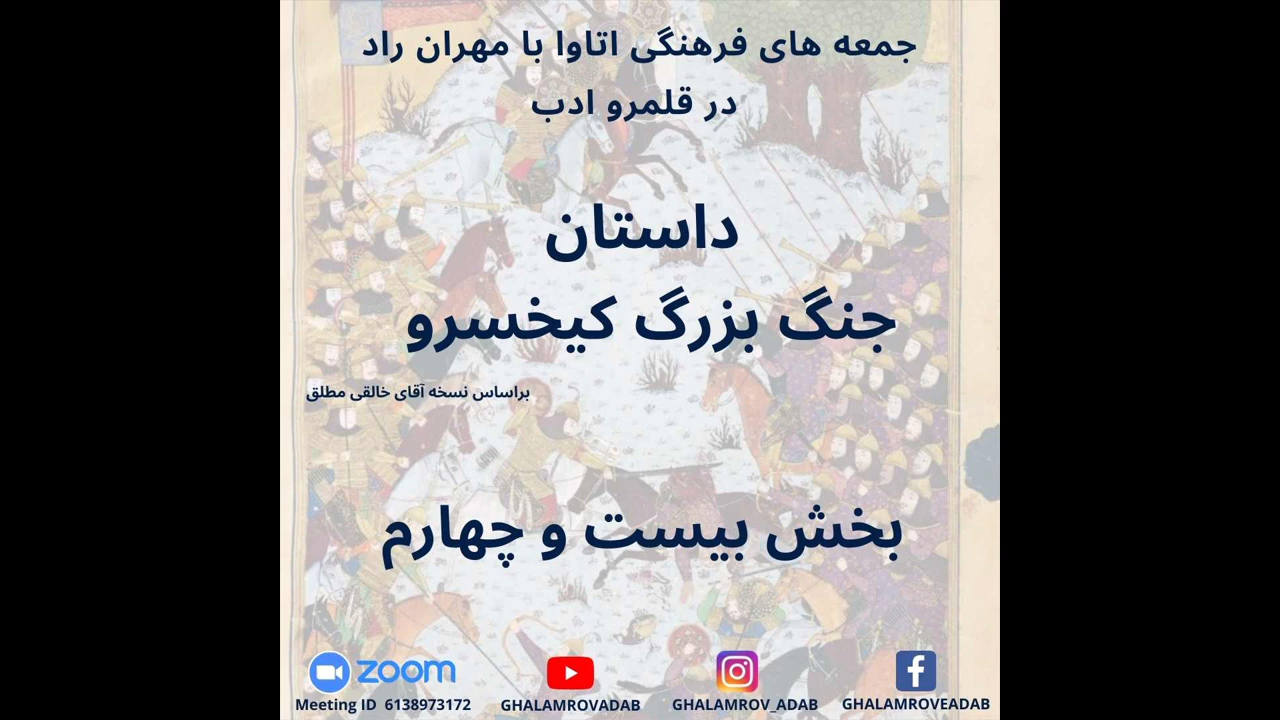 جمعه های فرهنگی اتاوا با مهران راد
در قلمرو ادب
داستان
جنگ بزرگ کیخسرو
براساس نسخه آقای خالقی مطلق
بخش بیست و چهارم
zoom
Meeting ID 6138973172
GHALAMROVADAB
GHALAMROV_ADAB
GHALAMROVEADAB